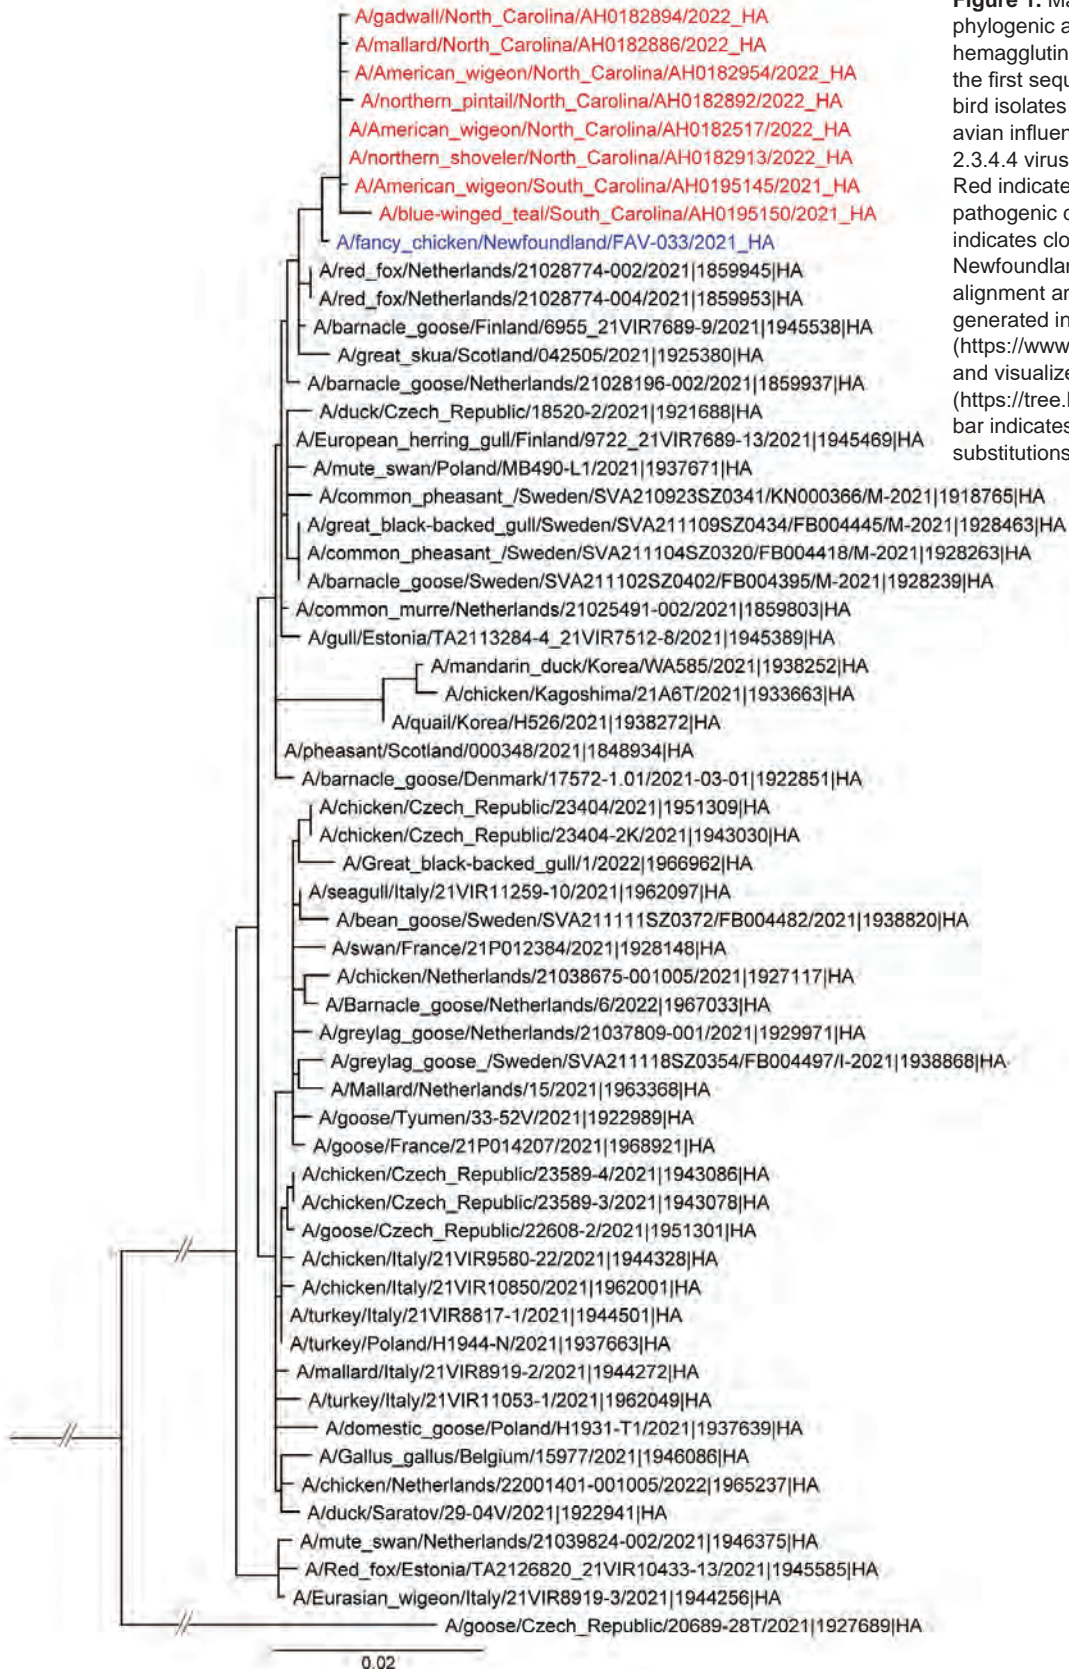 A/gadwall/North_Carolina/AH0182894/2022_HA
A/mallard/North_Carolina/AH0182886/2022_HA
A/American_wigeon/North_Carolina/AH0182954/2022_HA
A/northern_pintail/North_Carolina/AH0182892/2022_HA
A/American_wigeon/North_Carolina/AH0182517/2022_HA
A/northern_shoveler/North_Carolina/AH0182913/2022_HA
A/American_wigeon/South_Carolina/AH0195145/2021_HA
A/blue-winged_teal/South_Carolina/AH0195150/2021_HA
A/fancy_chicken/Newfoundland/FAV-033/2021_HA
A/red_fox/Netherlands/21028774-002/2021|1859945|HA
A/red_fox/Netherlands/21028774-004/2021|1859953|HA
A/barnacle_goose/Finland/6955_21VIR7689-9/2021|1945538|HA
A/great_skua/Scotland/042505/2021|1925380|HA
A/barnacle_goose/Netherlands/21028196-002/2021|1859937|HA
A/duck/Czech_Republic/18520-2/2021|1921688|HA
A/European_herring_gull/Finland/9722_21VIR7689-13/2021|1945469|HA
A/mute_swan/Poland/MB490-L1/2021|1937671|HA
A/common_pheasant_/Sweden/SVA210923SZ0341/KN000366/M-2021|1918765|HA
A/great_black-backed_gull/Sweden/SVA211109SZ0434/FB004445/M-2021|1928463|HA
A/common_pheasant_/Sweden/SVA211104SZ0320/FB004418/M-2021|1928263|HA
A/barnacle_goose/Sweden/SVA211102SZ0402/FB004395/M-2021|1928239|HA
A/common_murre/Netherlands/21025491-002/2021|1859803|HA
A/gull/Estonia/TA2113284-4_21VIR7512-8/2021|1945389|HA
A/mandarin_duck/Korea/WA585/2021|1938252|HA
A/chicken/Kagoshima/21A6T/2021|1933663|HA
A/quail/Korea/H526/2021|1938272|HA
A/pheasant/Scotland/000348/2021|1848934|HA
A/barnacle_goose/Denmark/17572-1.01/2021-03-01|1922851|HA
A/chicken/Czech_Republic/23404/2021|1951309|HA
A/chicken/Czech_Republic/23404-2K/2021|1943030|HA
A/Great_black-backed_gull/1/2022|1966962|HA
A/seagull/Italy/21VIR11259-10/2021|1962097|HA
A/bean_goose/Sweden/SVA211111SZ0372/FB004482/2021|1938820|HA
A/swan/France/21P012384/2021|1928148|HA
A/chicken/Netherlands/21038675-001005/2021|1927117|HA
A/Barnacle_goose/Netherlands/6/2022|1967033|HA
A/greylag_goose/Netherlands/21037809-001/2021|1929971|HA
A/greylag_goose_/Sweden/SVA211118SZ0354/FB004497/I-2021|1938868|HA
A/Mallard/Netherlands/15/2021|1963368|HA
A/goose/Tyumen/33-52V/2021|1922989|HA
A/goose/France/21P014207/2021|1968921|HA
A/chicken/Czech_Republic/23589-4/2021|1943086|HA
A/chicken/Czech_Republic/23589-3/2021|1943078|HA
A/goose/Czech_Republic/22608-2/2021|1951301|HA
A/chicken/Italy/21VIR9580-22/2021|1944328|HA
A/chicken/Italy/21VIR10850/2021|1962001|HA
A/turkey/Italy/21VIR8817-1/2021|1944501|HA
A/turkey/Poland/H1944-N/2021|1937663|HA
A/mallard/Italy/21VIR8919-2/2021|1944272|HA
A/turkey/Italy/21VIR11053-1/2021|1962049|HA
A/domestic_goose/Poland/H1931-T1/2021|1937639|HA
A/Gallus_gallus/Belgium/15977/2021|1946086|HA
A/chicken/Netherlands/22001401-001005/2022|1965237|HA
A/duck/Saratov/29-04V/2021|1922941|HA
A/mute_swan/Netherlands/21039824-002/2021|1946375|HA
A/Red_fox/Estonia/TA2126820_21VIR10433-13/2021|1945585|HA
A/Eurasian_wigeon/Italy/21VIR8919-3/2021|1944256|HA
A/goose/Czech_Republic/20689-28T/2021|1927689|HA
0.02
Figure 1. Ma
phylogenic a
hemagglutin
the first sequ
bird isolates
avian influen
2.3.4.4 virus
Red indicate
pathogenic c
indicates clo
Newfoundlan
alignment an
generated in
(https://www
and visualize
(https://tree.
bar indicates
substitutions